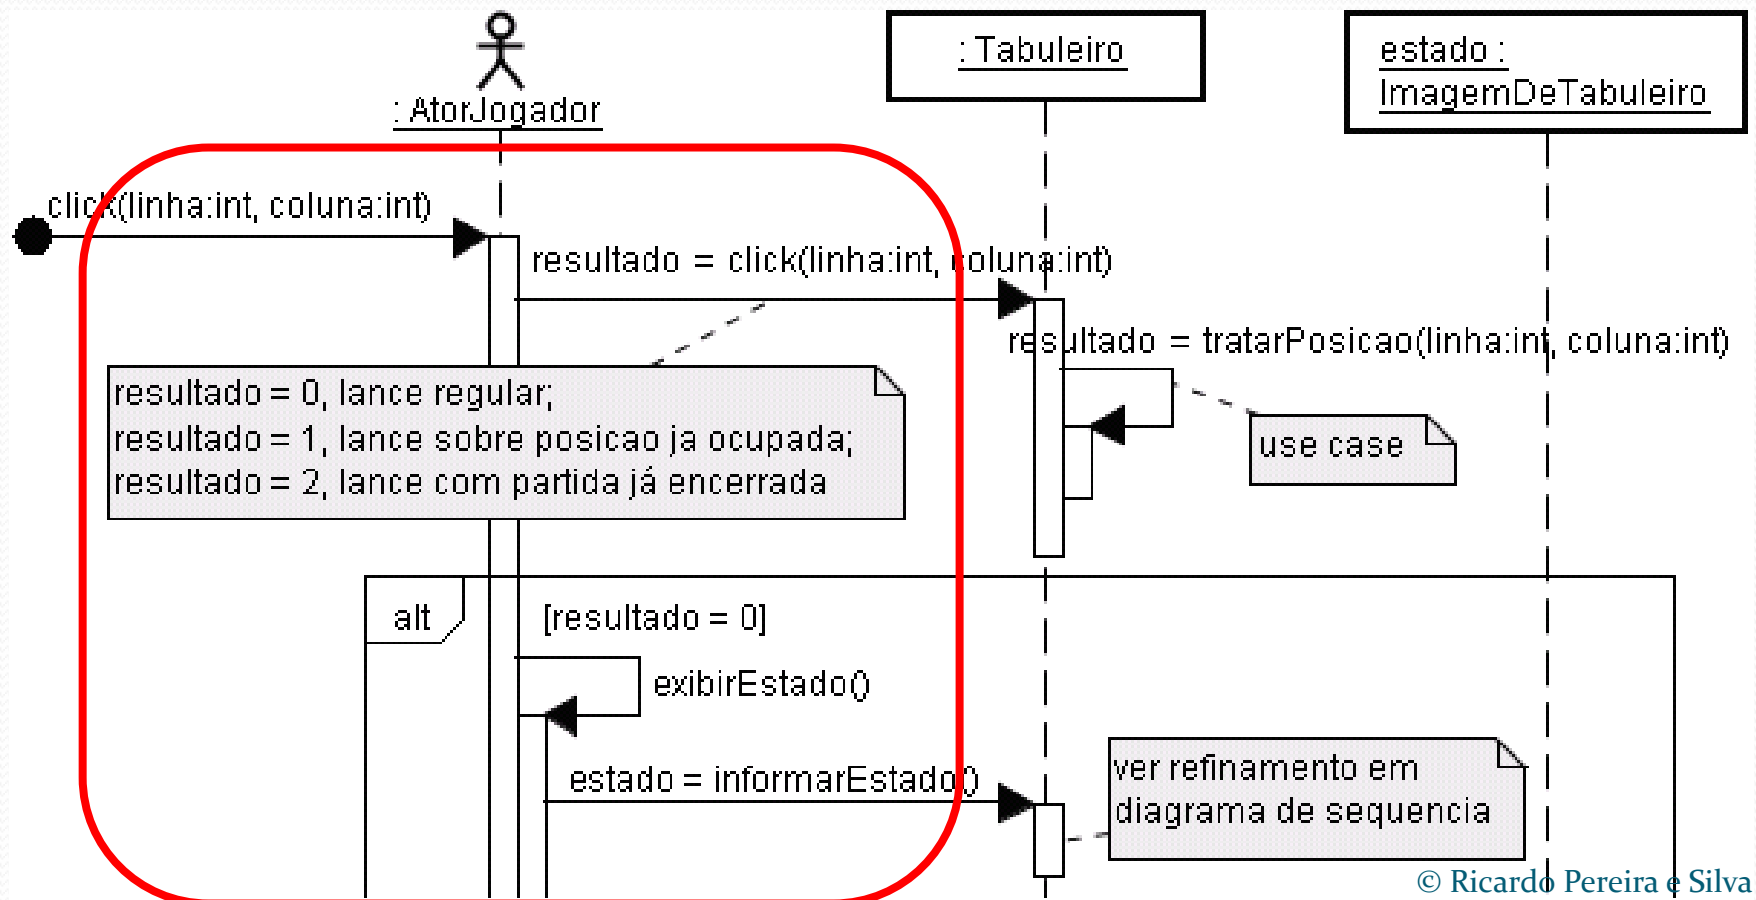 : AtorJogador
: Tabuleiro
estado :
ImagemDeTabuleiro
click(linha:int, coluna:int)
resultado = click(linha:int, coluna:int)
resultado = tratarPosicao(linha:int, coluna:int)
resultado = 0, lance regular;
resultado = 1, lance sobre posicao ja ocupada;
resultado = 2, lance com partida já encerrada
use case
alt
[resultado = 0]
exibirEstado()
estado = informarEstado()
ver refinamento em
diagrama de sequencia
© Ricardo Pereira e Silva